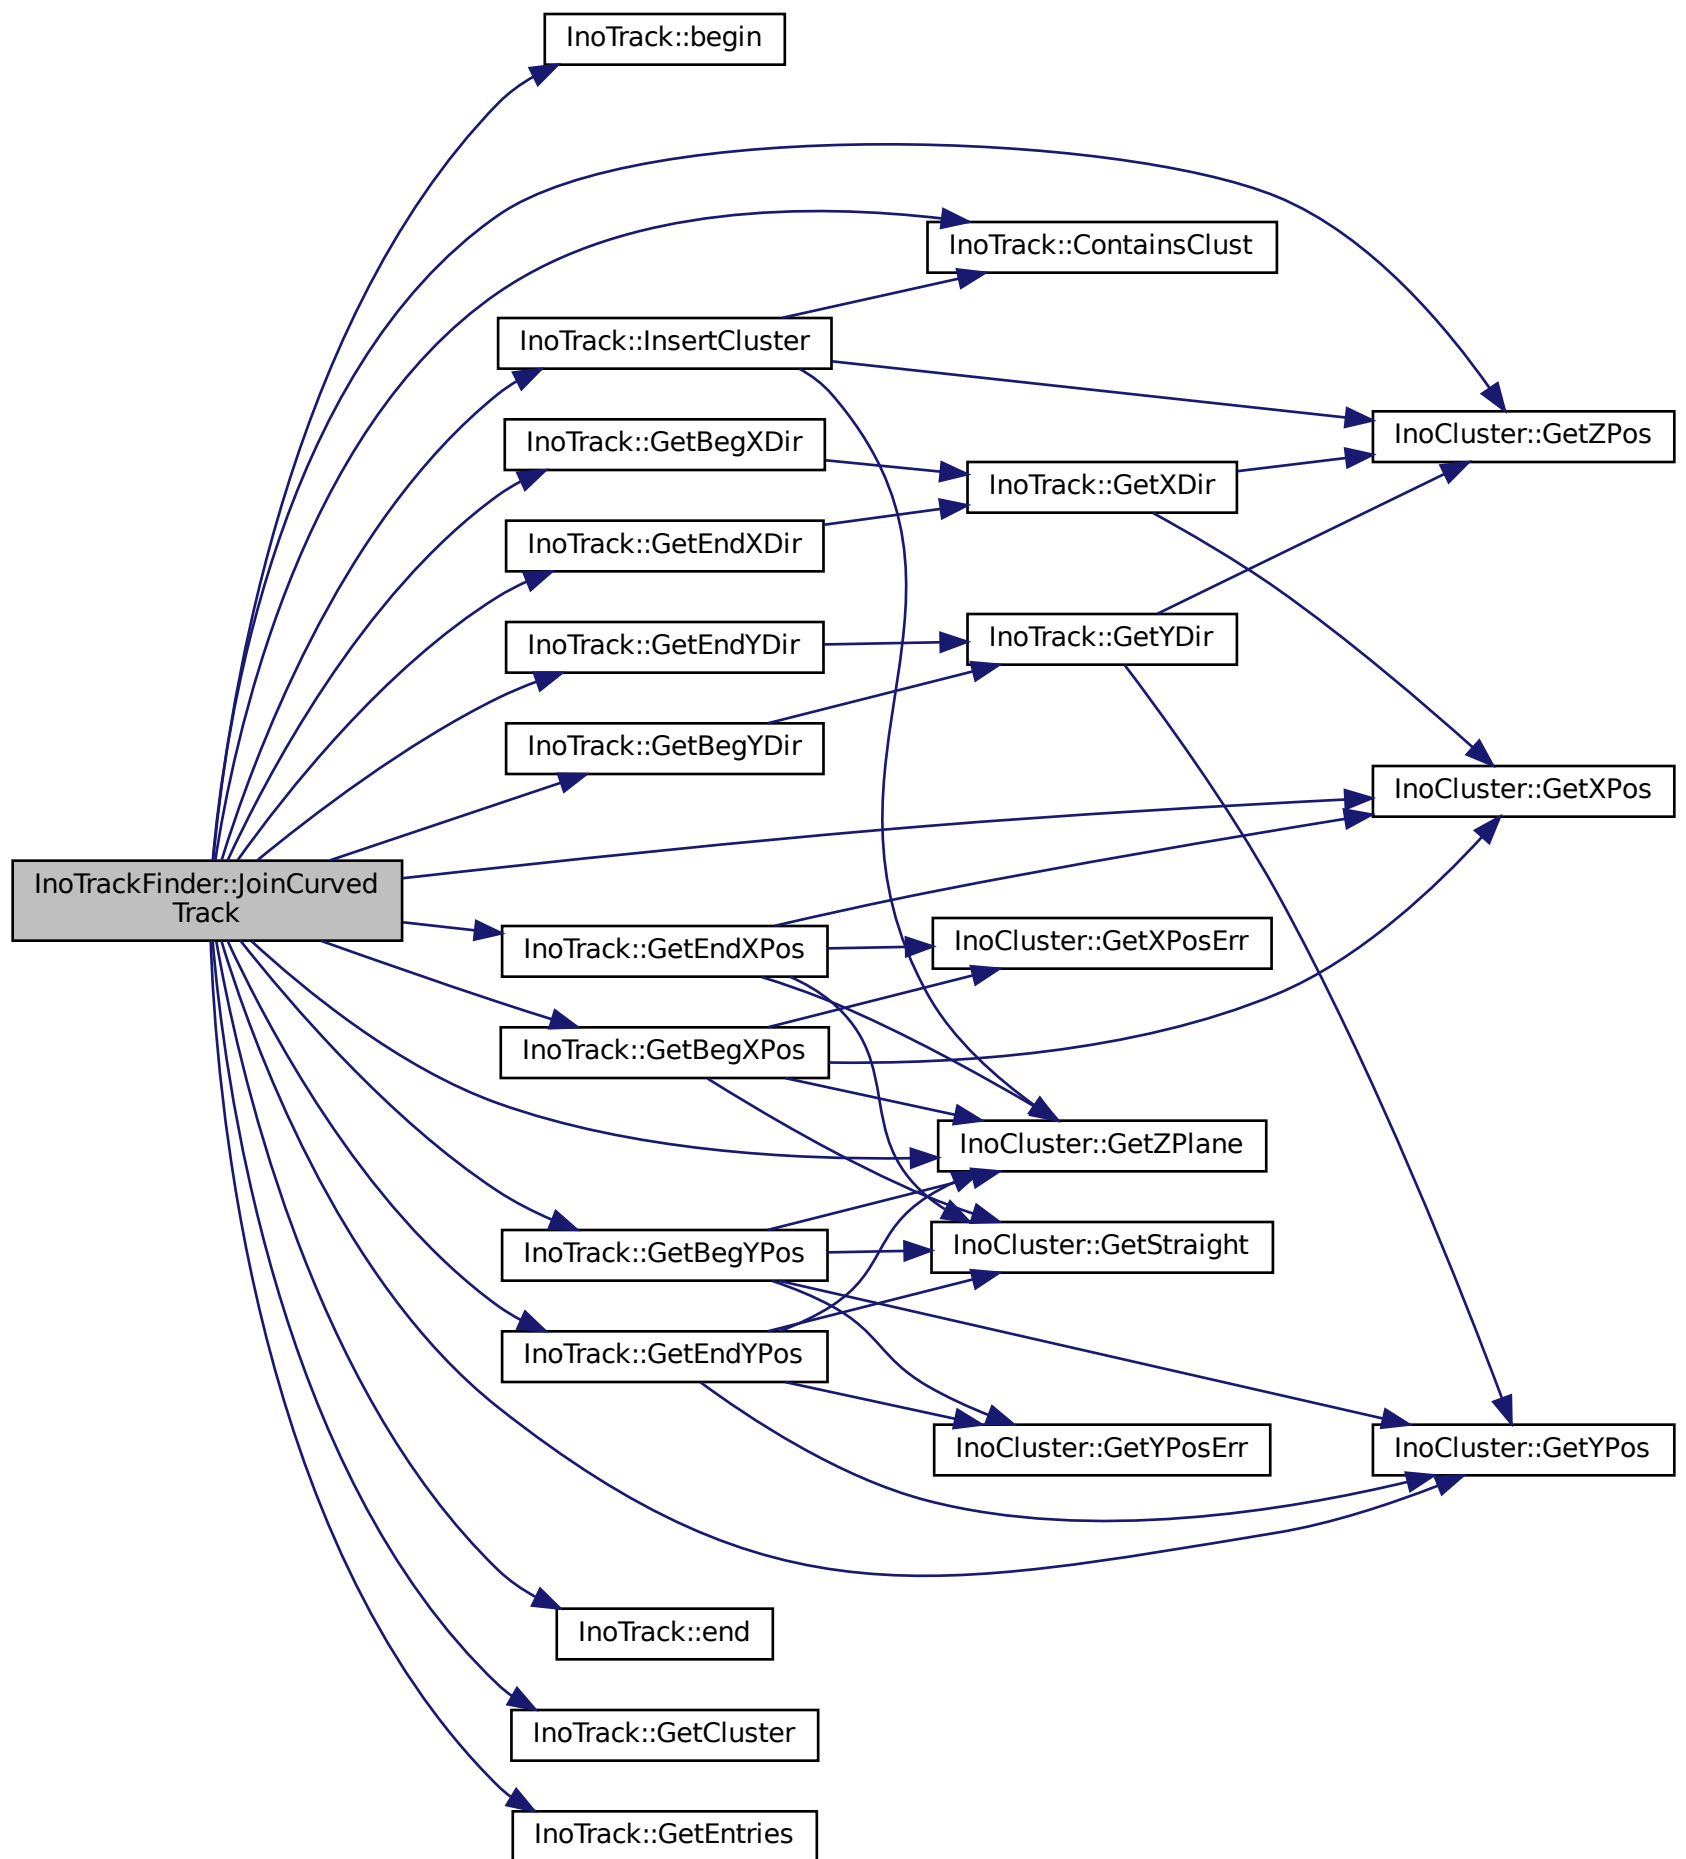 InoTrack::begin
InoTrack::ContainsClust
InoTrack::InsertCluster
InoTrack::GetBegXDir
InoCluster::GetZPos
InoTrack::GetXDir
InoTrack::GetEndXDir
InoTrack::GetEndYDir
InoTrack::GetYDir
InoTrack::GetBegYDir
InoCluster::GetXPos
InoTrackFinder::JoinCurved
Track
InoTrack::GetEndXPos
InoCluster::GetXPosErr
InoTrack::GetBegXPos
InoCluster::GetZPlane
InoTrack::GetBegYPos
InoCluster::GetStraight
InoTrack::GetEndYPos
InoCluster::GetYPosErr
InoCluster::GetYPos
InoTrack::end
InoTrack::GetCluster
InoTrack::GetEntries